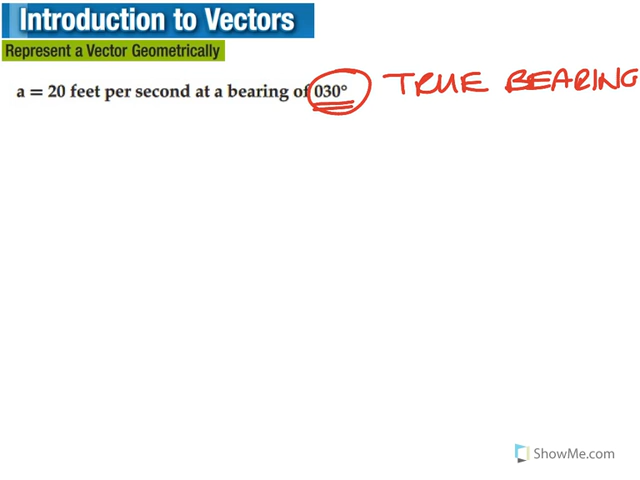 Introduction to Vectors
Represent a Vector Geometrically
a = 20 feet per second at a bearing of 030° TRUE BEARING
ShowMe.com